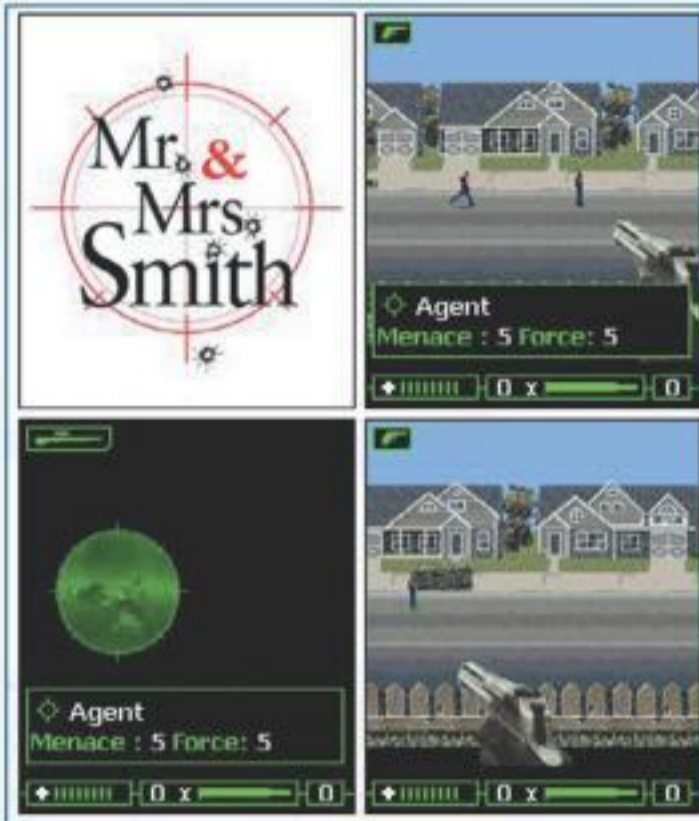 Mr. &
Mrs.
Smith
Agent
Menace : 5 Force: 5
0 x 0
Agent
Menace : 5 Force: 5
0 x 0
0 x 0